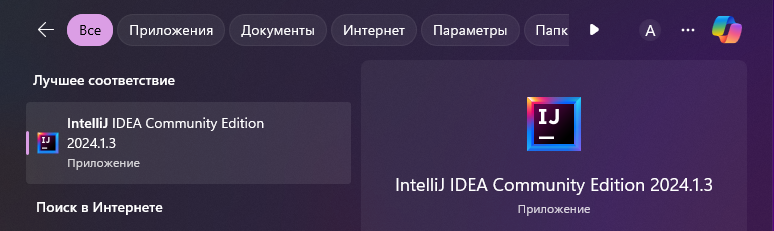 Все Приложения Документы Интернет Параметры Папк A
Лучшее соответствие
IntelliJ IDEA Community Edition
2024.1.3
Приложение
Поиск в Интернете
IJ
IntelliJ IDEA Community Edition 2024.1.3
Приложение